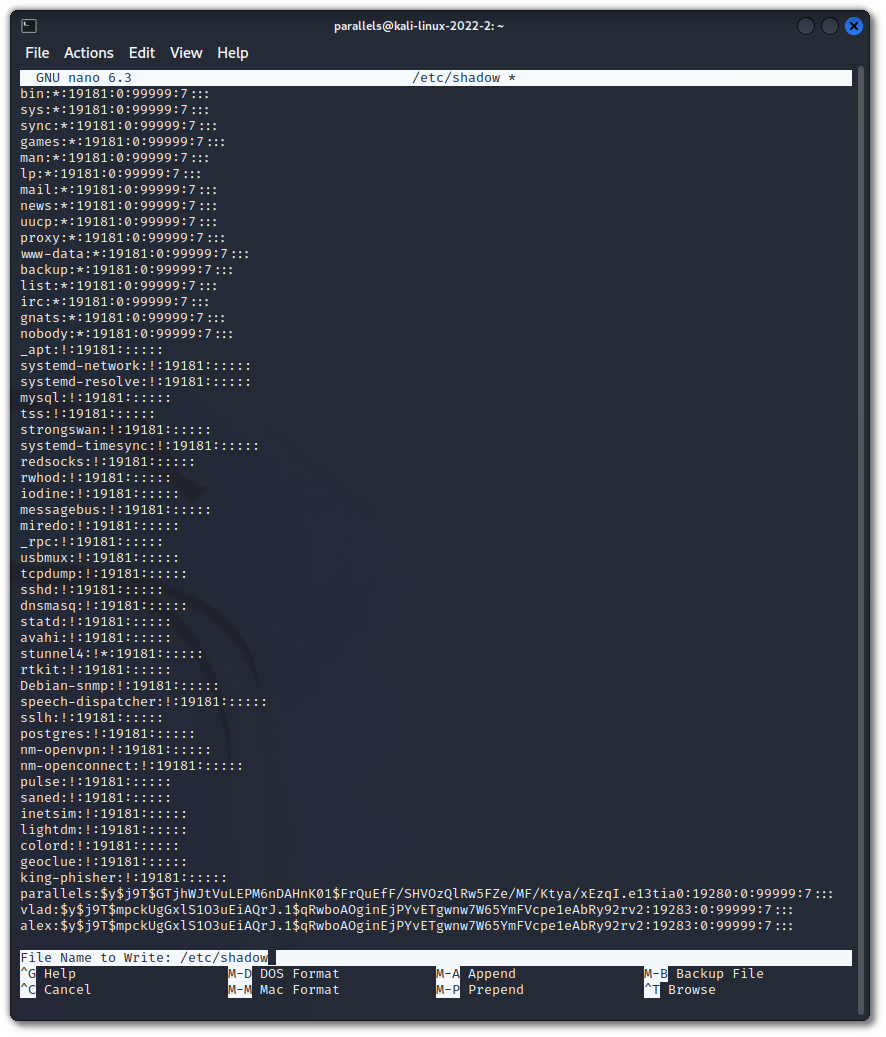 parallels@kali-linux-2022-2: ~
File Actions Edit View Help
GNU nano 6.3 /etc/shadow *
bin:*:19181:0:99999:7:::
sys:*:19181:0:99999:7:::
sync:*:19181:0:99999:7:::
games:*:19181:0:99999:7:::
man:*:19181:0:99999:7:::
lp:*:19181:0:99999:7:::
mail:*:19181:0:99999:7:::
news:*:19181:0:99999:7:::
uucp:*:19181:0:99999:7:::
proxy:*:19181:0:99999:7:::
www-data:*:19181:0:99999:7:::
backup:*:19181:0:99999:7:::
list:*:19181:0:99999:7:::
irc:*:19181:0:99999:7:::
gnats:*:19181:0:99999:7:::
nobody:*:19181:0:99999:7:::
_apt:!:19181::::::
systemd-network:!:19181::::::
systemd-resolve:!:19181::::::
mysql:!:19181::::::
tss:!:19181::::::
strongswan:!:19181::::::
systemd-timesync:!:19181::::::
redsocks:!:19181::::::
rwhod:!:19181::::::
iodine:!:19181::::::
messagebus:!:19181::::::
miredo:!:19181::::::
_rpc:!:19181::::::
usbmux:!:19181::::::
tcpdump:!:19181::::::
sshd:!:19181::::::
dnsmasq:!:19181::::::
statd:!:19181::::::
avahi:!:19181::::::
stunnel4:!*:19181::::::
rtkit:!:19181::::::
Debian-snmp:!:19181::::::
speech-dispatcher:!:19181::::::
sslh:!:19181::::::
postgres:!:19181::::::
nm-openvpn:!:19181::::::
nm-openconnect:!:19181::::::
pulse:!:19181::::::
saned:!:19181::::::
inetsim:!:19181::::::
lightdm:!:19181::::::
colord:!:19181::::::
geoclue:!:19181::::::
king-phisher:!:19181::::::
parallels:$y$j9T$GTjhWJtVuLEPM6nDAHnK01$FrQuEfF/SHVOzQlRw5FZe/MF/Ktya/xEzqI.e13tia0:19280:0:99999:7:::
vlad:$y$j9T$mpckUgGxlS1O3uEiAQrJ.1$qRwboAOginEjPYvETgwnw7W65YmFVcpe1eAbRy92rv2:19283:0:99999:7:::
alex:$y$j9T$mpckUgGxlS1O3uEiAQrJ.1$qRwboAOginEjPYvETgwnw7W65YmFVcpe1eAbRy92rv2:19283:0:99999:7:::
File Name to Write: /etc/shadow
^G Help M-D DOS Format M-A Append M-B Backup File
^C Cancel M-M Mac Format M-P Prepend ^T Browse